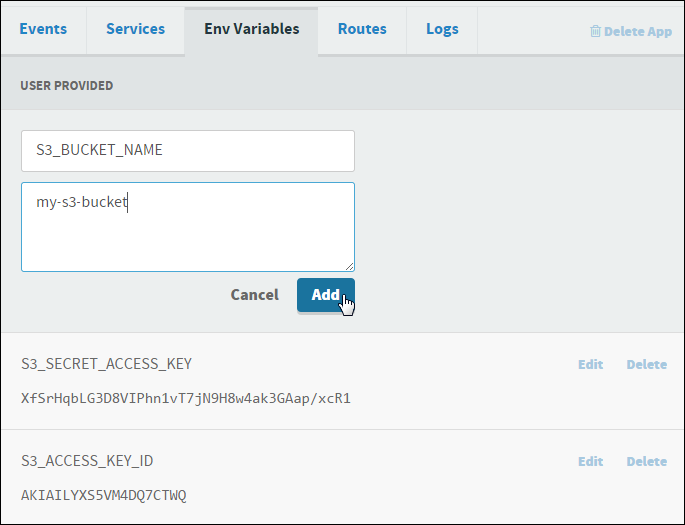 Events Services Env Variables Routes Logs Delete App
USER PROVIDED
S3_BUCKET_NAME
my-s3-bucket
Cancel Add
S3_SECRET_ACCESS_KEY Edit Delete
XfSrHqbLG3D8VIPhn1vT7jN9H8w4ak3GAap/xcR1
S3_ACCESS_KEY_ID Edit Delete
AKIAILYXS5VM4DQ7CTWQ